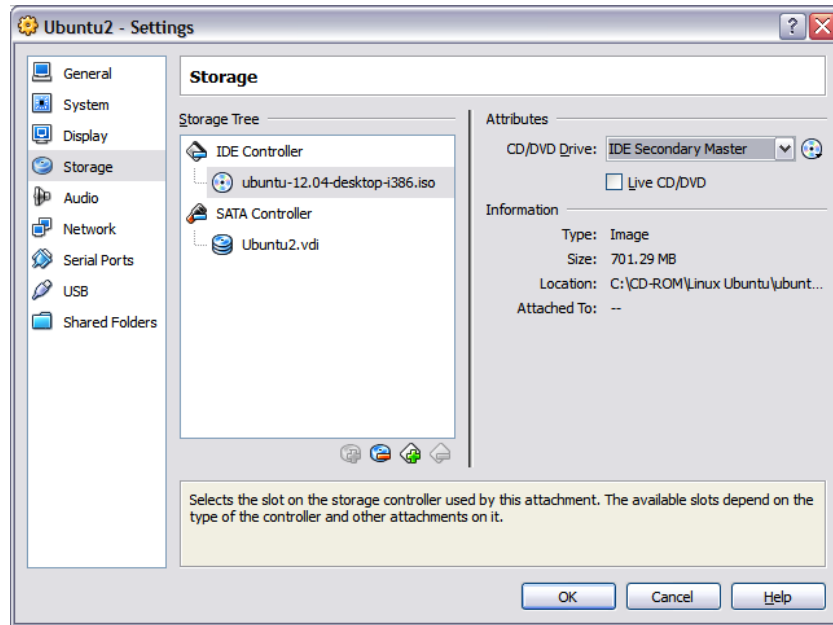 Ubuntu2 - Settings
General
System
Display
Storage
Audio
Network
Serial Ports
USB
Shared Folders
Storage
Storage Tree
IDE Controller
ubuntu-12.04-desktop-i386.iso
SATA Controller
Ubuntu2.vdi
Attributes
CD/DVD Drive: IDE Secondary Master
Live CD/DVD
Information
Type: Image
Size: 701.29 MB
Location: C:\CD-ROM\Linux Ubuntu\ubunt...
Attached To: --
Selects the slot on the storage controller used by this attachment. The available slots depend on the
type of the controller and other attachments on it.
OK Cancel Help